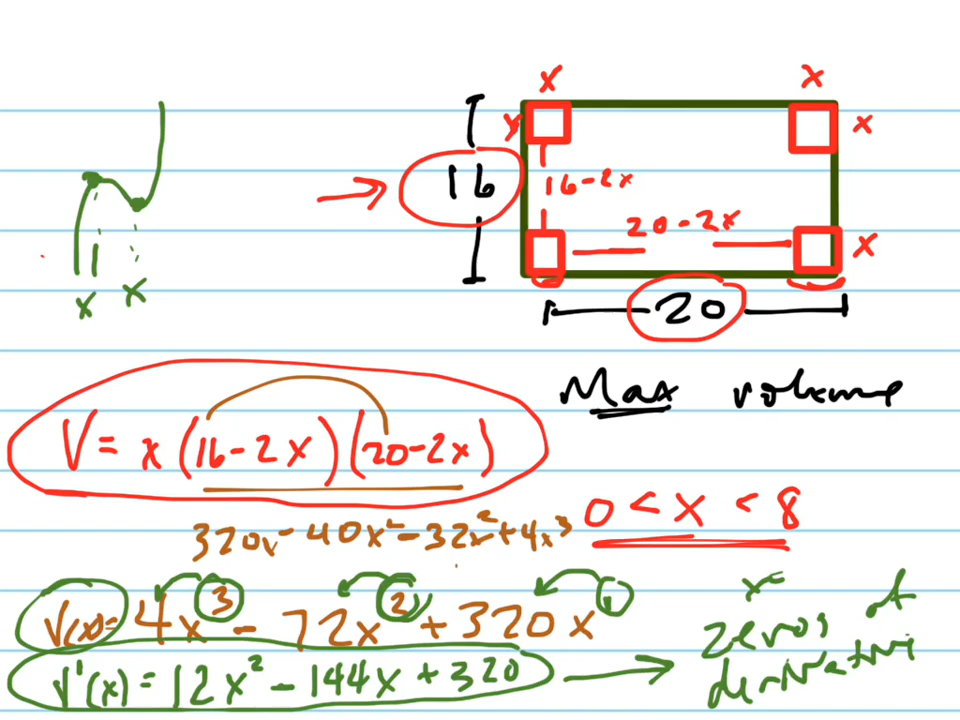 x x
x x
16 16-2x
20-2x
x
x x
20
Max volume
V = x (16-2x) (20-2x)
0 < x < 8
320x - 40x² - 32x² + 4x³
x=
V(x) = 4x³ - 72x² + 320x¹
zeros of
V'(x) = 12x² - 144x + 320
derivative